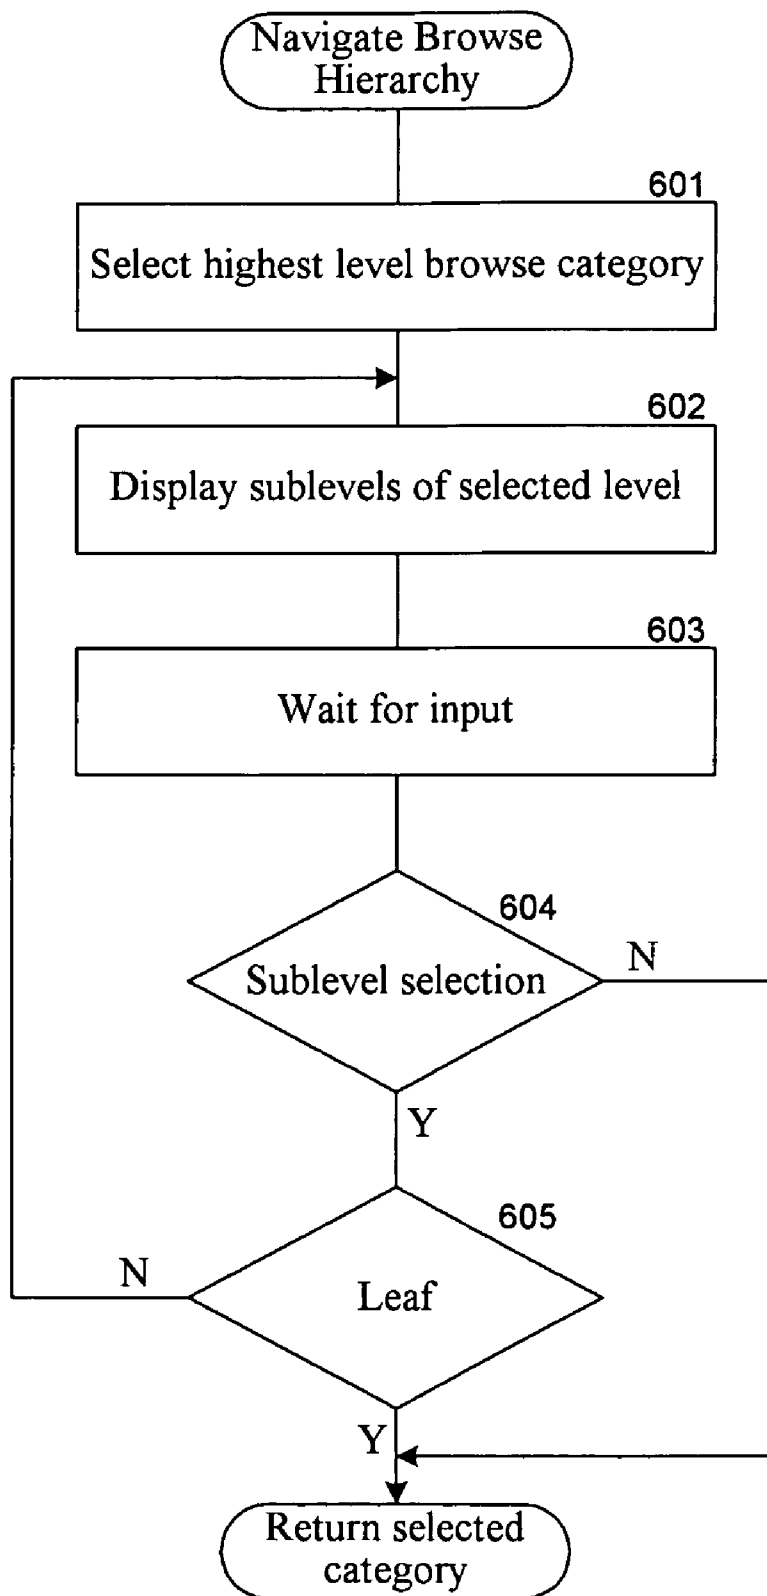 Navigate Browse
Hierarchy
601
Select highest level browse category
602
Display sublevels of selected level
603
Wait for input
604
Sublevel selection
N
Y
605
N
Leaf
Y
Return selected
category